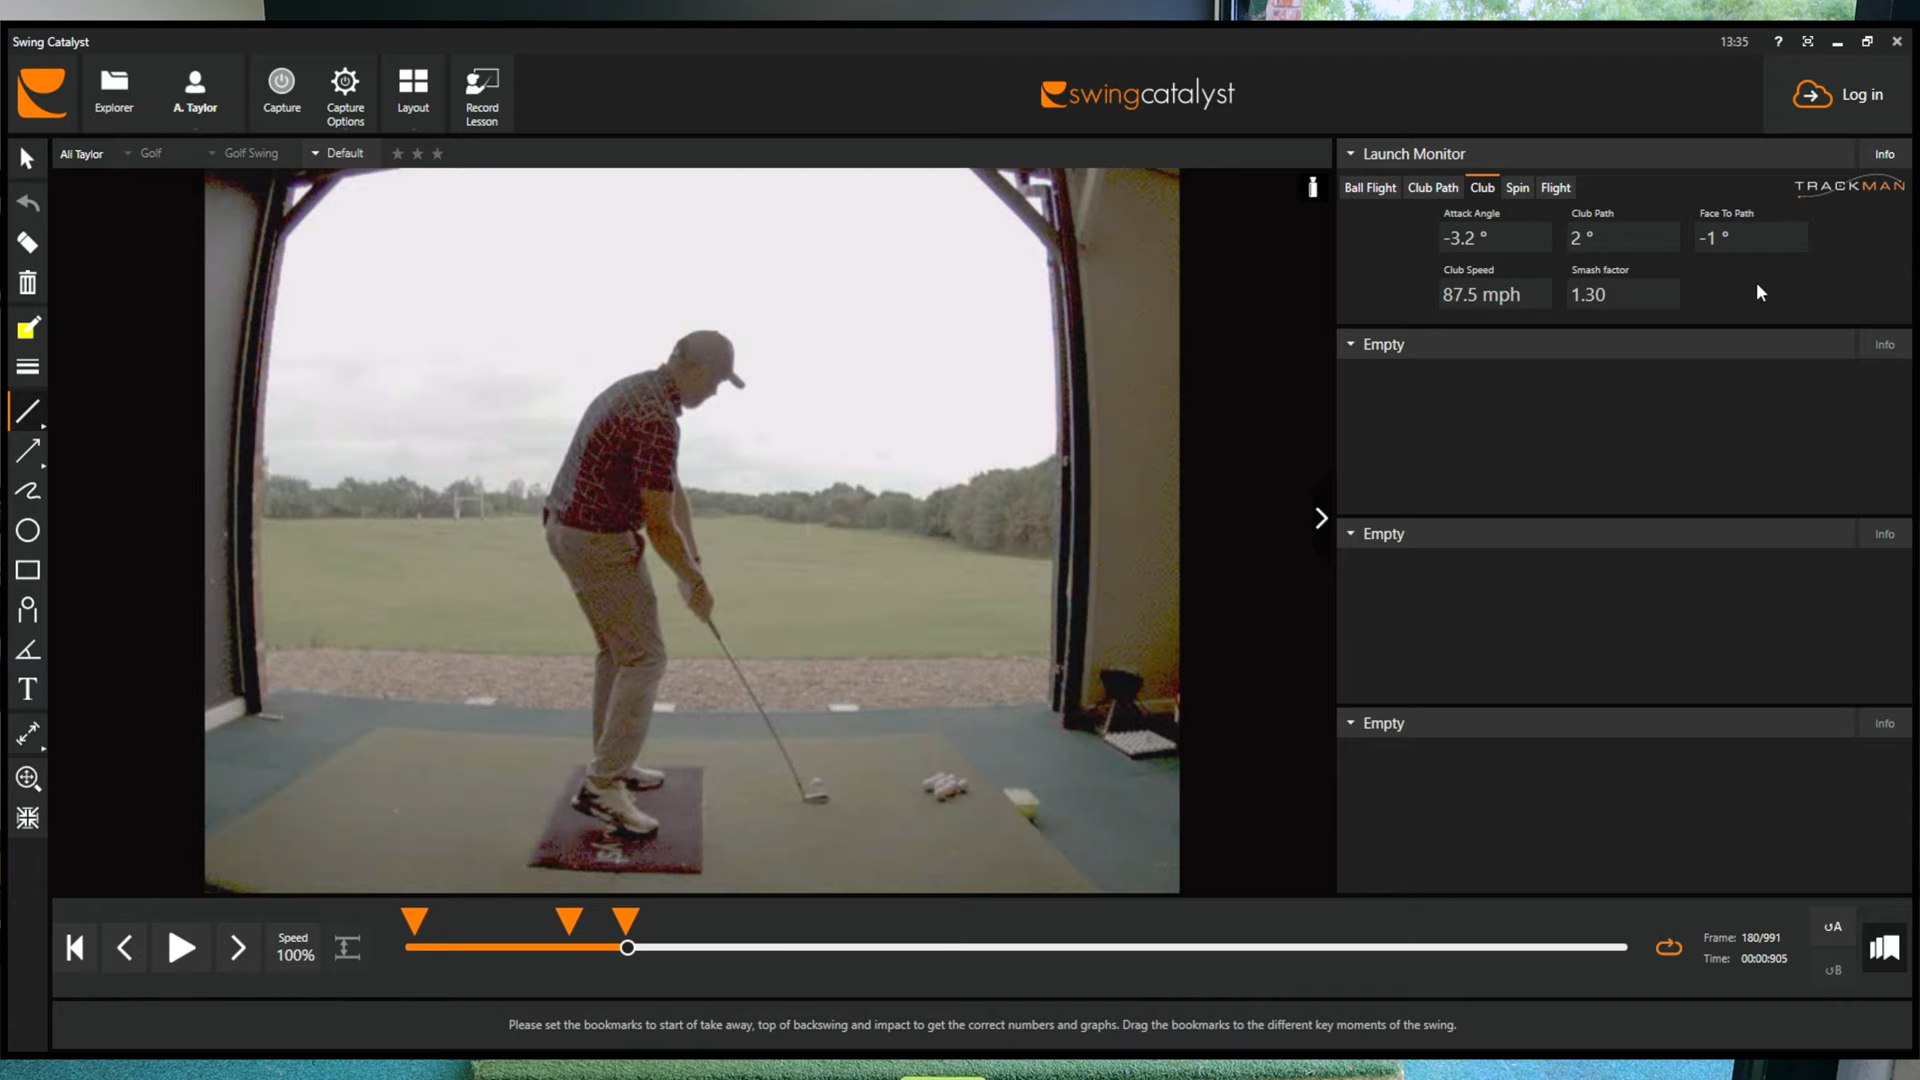 Swing Catalyst
13:35
?
Explorer
A. Taylor
Capture
Capture Options
Layout
Record Lesson
swingcatalyst
Log in
Ali Taylor
Golf
Golf Swing
Default
Launch Monitor
Info
Ball Flight
Club Path
Club
Spin
Flight
TRACKMAN
Attack Angle
Club Path
Face To Path
-3.2 °
2 °
-1 °
Club Speed
Smash factor
87.5 mph
1.30
Empty
Info
Empty
Info
Empty
Info
T
Speed
100%
Frame: 180/991
Time: 00:00:905
A
B
Please set the bookmarks to start of take away, top of backswing and impact to get the correct numbers and graphs. Drag the bookmarks to the different key moments of the swing.